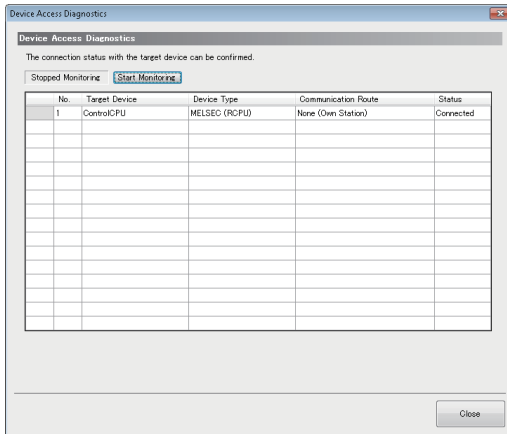 Device Access Diagnostics
Device Access Diagnostics
The connection status with the target device can be confirmed.
Stopped Monitoring Start Monitoring
No. Target Device Device Type Communication Route Status
1 ControlCPU MELSEC (RCPU) None (Own Station) Connected
Close